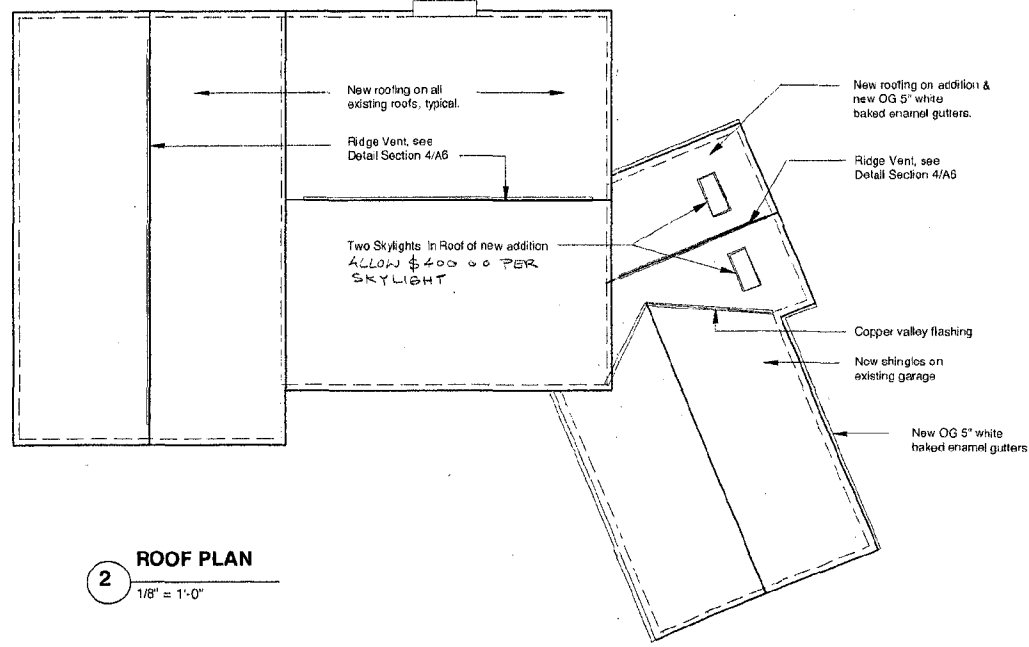 New roofing on all
existing roofs, typical.
Ridge Vent, see
Detail Section 4/A6
Two Skylights In Roof of new addition
ALLOW $400 00 PER
SKYLIGHT
New roofing on addition &
new OG 5" white
baked enamel gutters.
Ridge Vent, see
Detail Section 4/A6
Copper valley flashing
New shingles on
existing garage
New OG 5" white
baked enamel gutters
2
ROOF PLAN
1/8" = 1'-0"